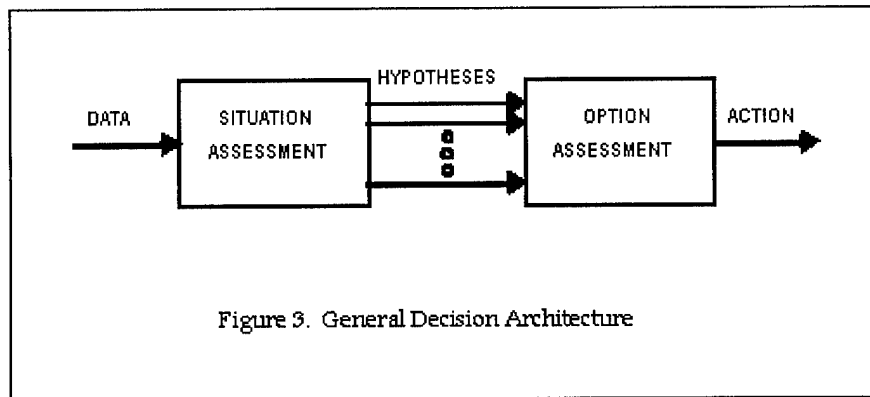 HYPOTHESES
DATA
SITUATION
ASSESSMENT
OPTION
ASSESSMENT
ACTION
Figure 3. General Decision Architecture